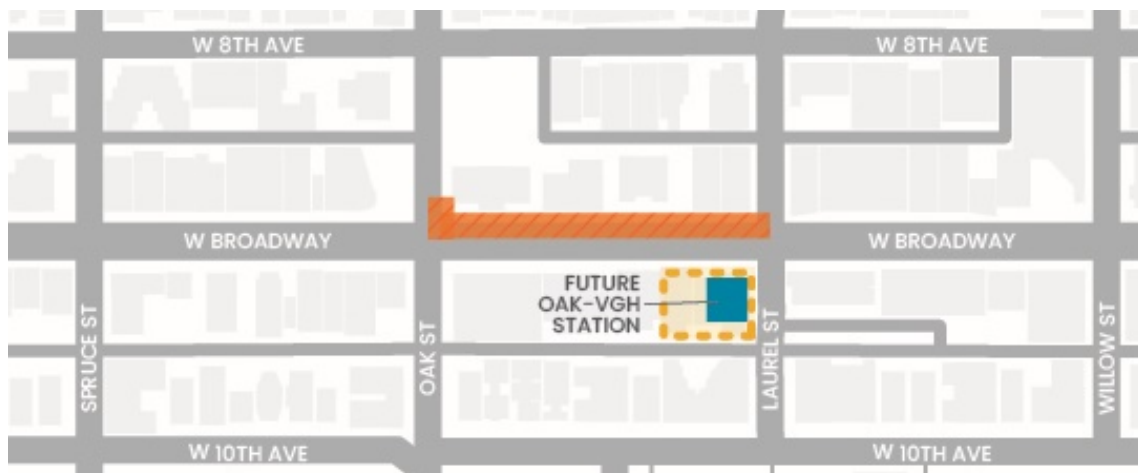 W 8TH AVE
W 8TH AVE
W BROADWAY
W BROADWAY
FUTURE
OAK-VGH
STATION
SPRUCE ST
OAK ST
LAUREL ST
WILLOW ST
W 10TH AVE
W 10TH AVE